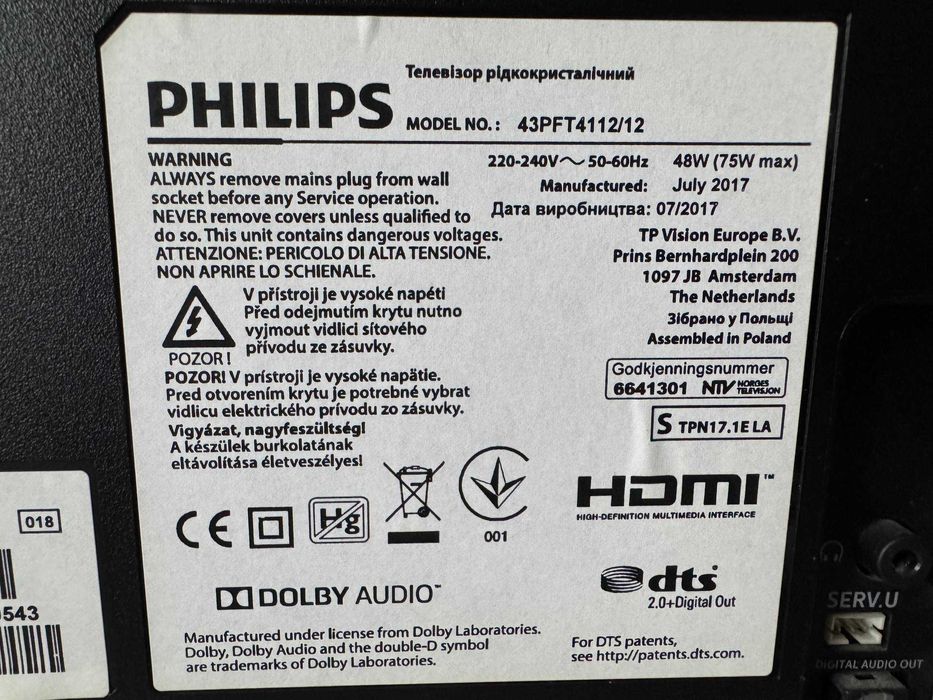 Телевізор рідкокристалічний
PHILIPS
MODEL NO.: 43PFT4112/12
WARNING
ALWAYS remove mains plug from wall
socket before any Service operation.
NEVER remove covers unless qualified to
do so. This unit contains dangerous voltages.
ATTENZIONE: PERICOLO DI ALTA TENSIONE.
NON APRIRE LO SCHIENALE.
220-240V～ 50-60Hz 48W (75W max)
Manufactured: July 2017
Дата виробництва: 07/2017
TP Vision Europe B.V.
Prins Bernhardplein 200
1097 JB Amsterdam
The Netherlands
Зібрано у Польщі
Assembled in Poland
V přístroji je vysoké napětí
Před odejmutím krytu nutno
vyjmout vidlici síťového
přívodu ze zásuvky.
POZOR!
POZOR! V prístroji je vysoké napätie.
Pred otvorením krytu je potrebné vybrat
vidlicu elektrického prívodu zo zásuvky.
Vigyázat, nagyfeszültség!
A készülek burkolatának
eltávolítása életveszélyes!
Godkjenningsnummer
6641301 NTV NORGES
TELEVISJON
S TPN17.1E LA
CE
Hg
001
HDMI™
HIGH-DEFINITION MULTIMEDIA INTERFACE
DOLBY AUDIO™
dts
2.0+Digital Out
Manufactured under license from Dolby Laboratories.
Dolby, Dolby Audio and the double-D symbol
are trademarks of Dolby Laboratories.
For DTS patents,
see http://patents.dts.com.
018
543
SERV.U
DIGITAL AUDIO OUT